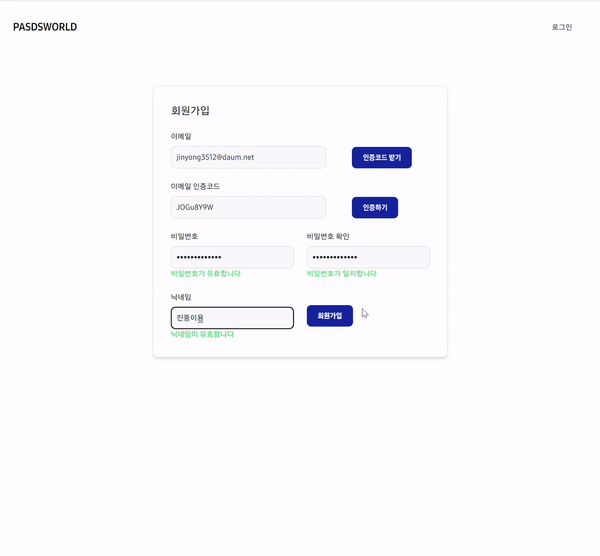 PASDSWORLD
로그인
회원가입
이메일
jinyong3512@daum.net
인증코드 받기
이메일 인증코드
JOGu8Y9W
인증하기
비밀번호
비밀번호 확인
•••••••••••••
•••••••••••••
비밀번호가 유효합니다
비밀번호가 일치합니다
닉네임
진뚱이용
회원가입
닉네임이 유효합니다